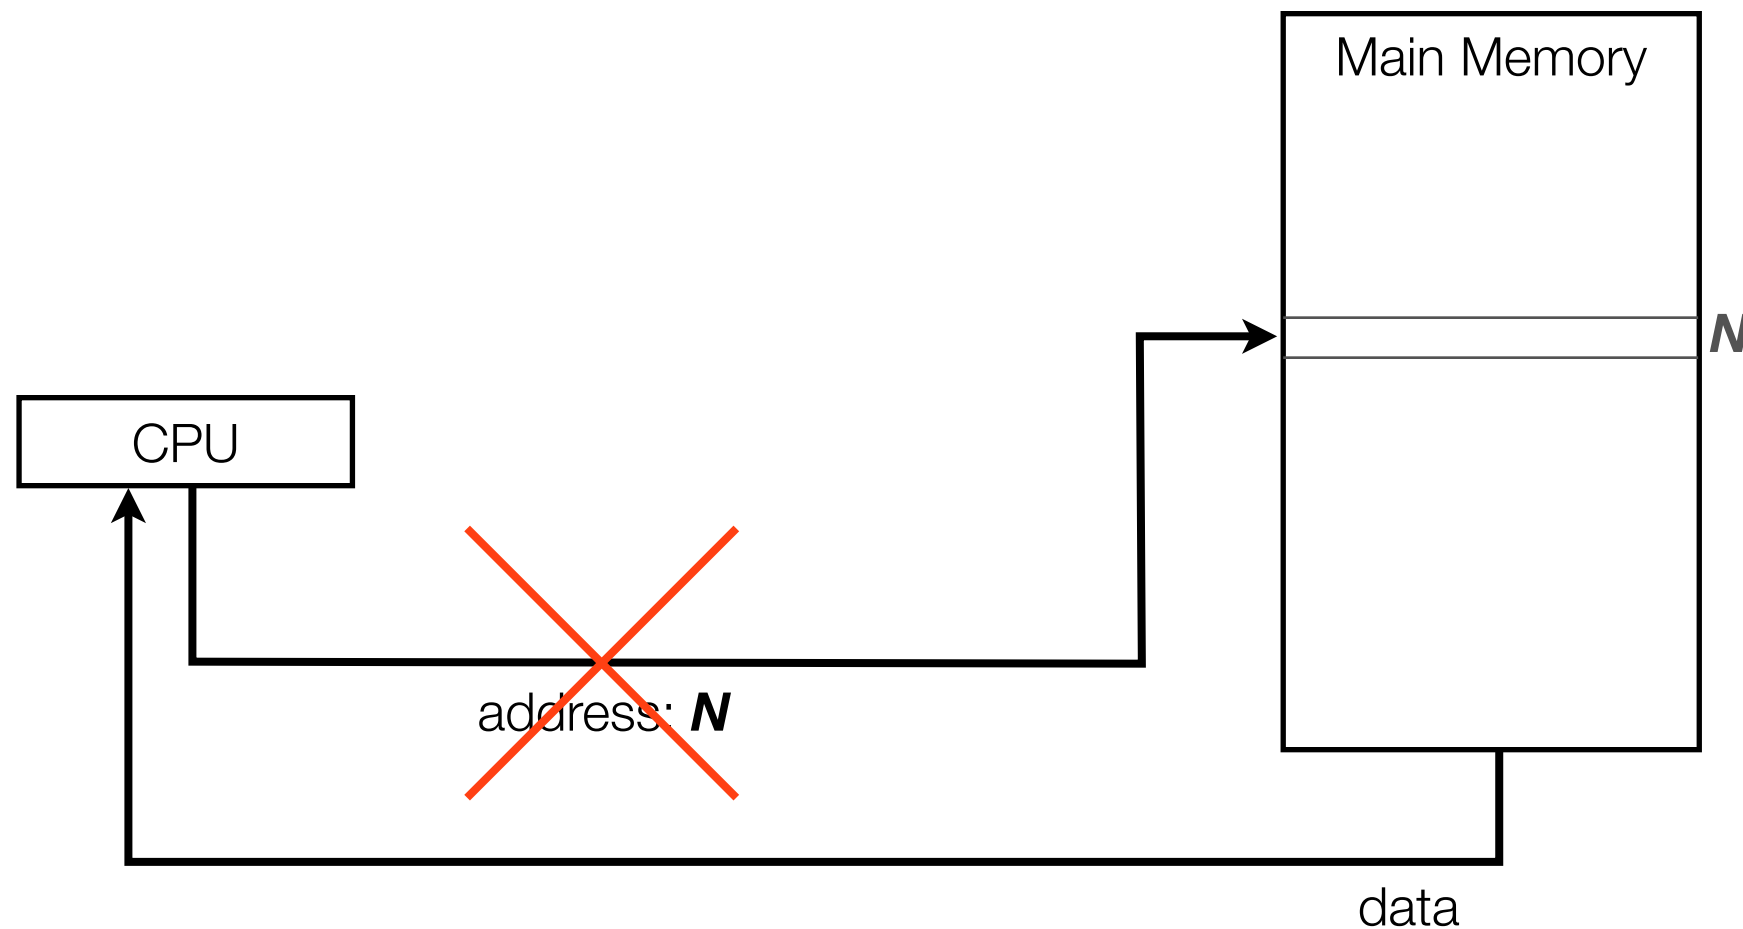 Main Memory
N
CPU
address: N
data